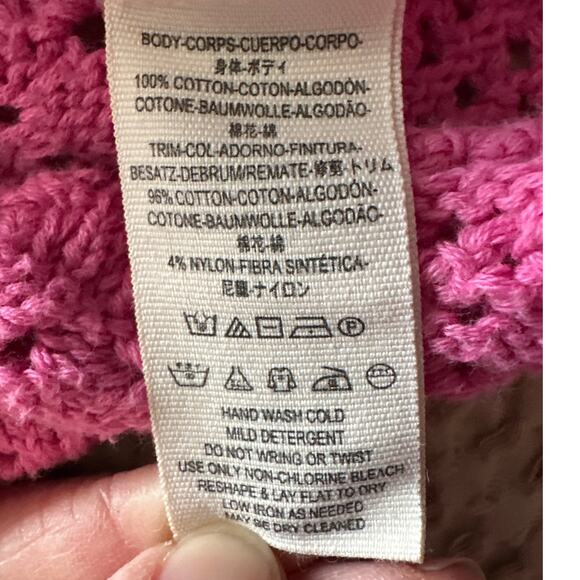 BODY-CORPS-CUERPO-CORPO-
身体-ボディ
100% COTTON-COTON-ALGODÓN-
COTONE-BAUMWOLLE-ALGODÃO-
棉花-綿
TRIM-COL-ADORNO-FINITURA-
BESATZ-DEBRUM/REMATE-修剪-トリム
96% COTTON-COTON-ALGODÓN-
COTONE-BAUMWOLLE-ALGODÃO-
棉花-綿
4% NYLON-FIBRA SINTÉTICA-
尼龍-ナイロン
P
HAND WASH COLD
MILD DETERGENT
DO NOT WRING OR TWIST
USE ONLY NON-CHLORINE BLEACH
RESHAPE & LAY FLAT TO DRY
LOW IRON AS NEEDED
MAY BE DRY CLEANED